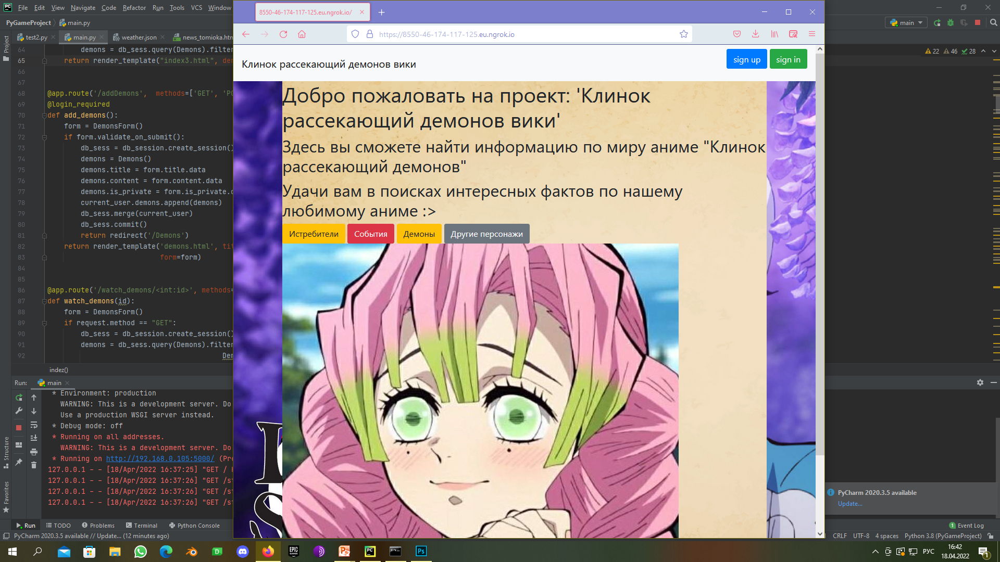 File Edit View Navigate Code Refactor Run Tools VCS Window
PyGameProject main.py
main
test2.py main.py weather.json news_tomioka.htm
22 46 28
64 demons = db_sess.query(Demons).filter
65 return render_template("index3.html", dem
66
67
68 @app.route('/addDemons', methods=['GET', 'PO
69 @login_required
70 def add_demons():
71 form = DemonsForm()
72 if form.validate_on_submit():
73 db_sess = db_session.create_session()
74 demons = Demons()
75 demons.title = form.title.data
76 demons.content = form.content.data
77 demons.is_private = form.is_private.d
78 current_user.demons.append(demons)
79 db_sess.merge(current_user)
80 db_sess.commit()
81 return redirect('/Demons')
82 return render_template('demons.html', tit
83 form=form)
84
85
86 @app.route('/watch_demons/<int:id>', methods=
87 def watch_demons(id):
88 form = DemonsForm()
89 if request.method == "GET":
90 db_sess = db_session.create_session()
91 demons = db_sess.query(Demons).filter
92 Dem
indez()
Project
Structure
Favorites
Run: main
* Environment: production
WARNING: This is a development server. Do
Use a production WSGI server instead.
* Debug mode: off
* Running on all addresses.
WARNING: This is a development server. Do
* Running on http://192.168.0.105:5000/ (Pre
127.0.0.1 - - [18/Apr/2022 16:37:25] "GET /
127.0.0.1 - - [18/Apr/2022 16:37:26] "GET /st
127.0.0.1 - - [18/Apr/2022 16:37:26] "GET /st
127.0.0.1 - - [18/Apr/2022 16:37:26] "GET /st
Run TODO Problems Terminal Python Console
PyCharm 2020.3.5 available // Update... (12 minutes ago)
8550-46-174-117-125.eu.ngrok.io/
https://8550-46-174-117-125.eu.ngrok.io
Клинок рассекающий демонов вики
sign up sign in
Добро пожаловать на проект: 'Клинок
рассекающий демонов вики'
Здесь вы сможете найти информацию по миру аниме "Клинок
рассекающий демонов"
Удачи вам в поисках интересных фактов по нашему
любимому аниме :>
Истребители События Демоны Другие персонажи
PyCharm 2020.3.5 available
Update...
1 Event Log
CRLF UTF-8 4 spaces Python 3.8 (PyGameProject)
РУС
16:42
18.04.2022
1